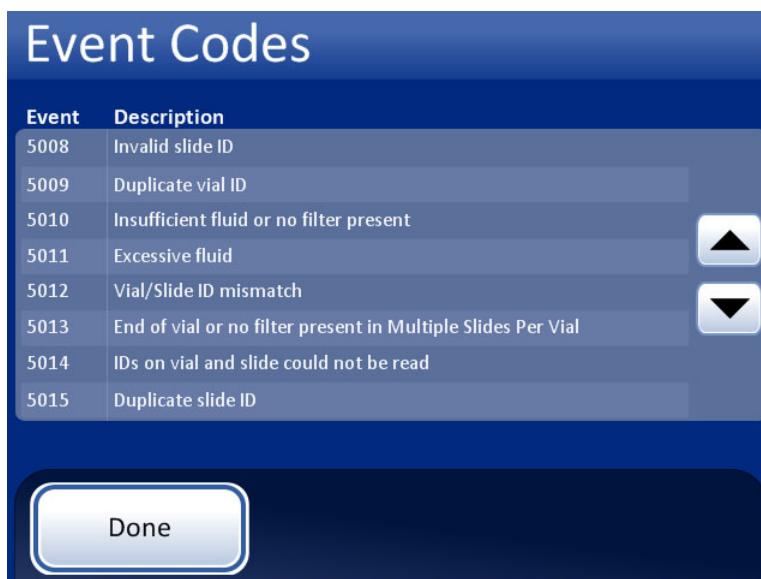 Event Codes
Event Description
5008 Invalid slide ID
5009 Duplicate vial ID
5010 Insufficient fluid or no filter present
5011 Excessive fluid
5012 Vial/Slide ID mismatch
5013 End of vial or no filter present in Multiple Slides Per Vial
5014 IDs on vial and slide could not be read
5015 Duplicate slide ID
Done